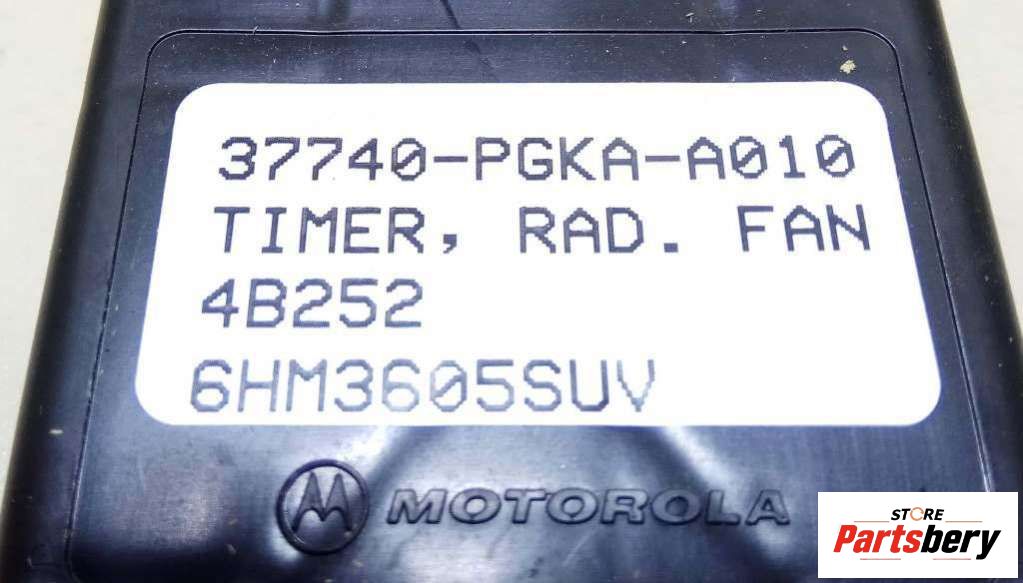 37740-PGKA-A010
TIMER, RAD. FAN
4B252
6HM3605SUV
MOTOROLA
STORE
Partsbery